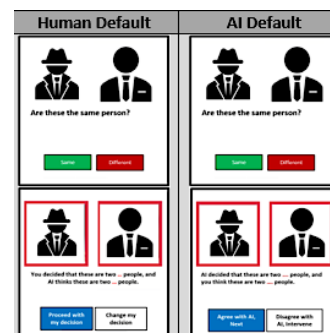 Human Default
AI Default
Are these the same person?
Same
Different
Are these the same person?
Same
Different
You decided that these are two ... people, and
AI thinks these are two ... people.
Proceed with
my decision
Change my
decision
AI decided that these are two ... people, and
you think these are two ... people.
Agree with AI,
Next
Disagree with
AI, Intervene